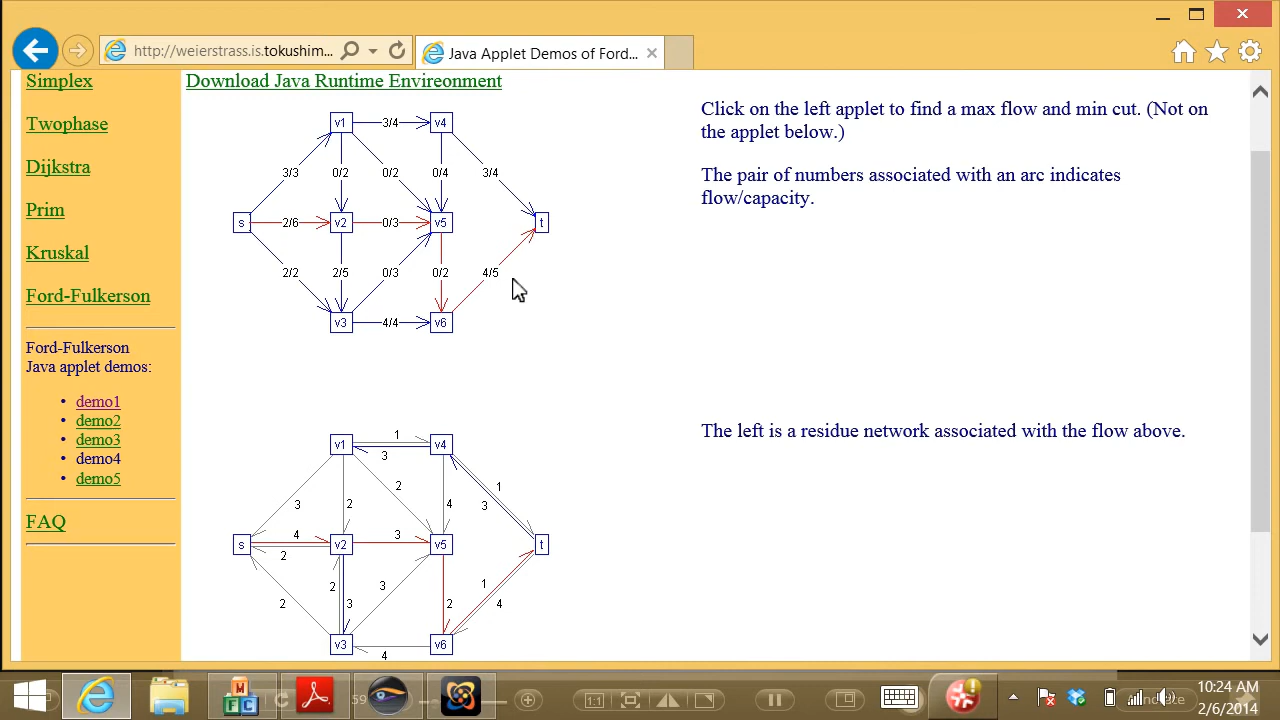 http://weierstrass.is.tokushim...
Java Applet Demos of Ford...
Simplex
Twophase
Dijkstra
Prim
Kruskal
Ford-Fulkerson
Ford-Fulkerson
Java applet demos:
• demo1
• demo2
• demo3
• demo4
• demo5
FAQ
Download Java Runtime Envireonment
v1 3/4 v4
3/3 0/2 0/2 0/4 3/4
s 2/6 v2 0/3 v5 t
2/2 2/5 0/3 0/2 4/5
v3 4/4 v6
Click on the left applet to find a max flow and min cut. (Not on
the applet below.)
The pair of numbers associated with an arc indicates
flow/capacity.
1
v1 v4
3
2 1
3 2 4 3
4 3
s v2 v5 t
2
2 3 1
2 3 2 4
v3 v6
4
The left is a residue network associated with the flow above.
1:1
10:24 AM
2/6/2014